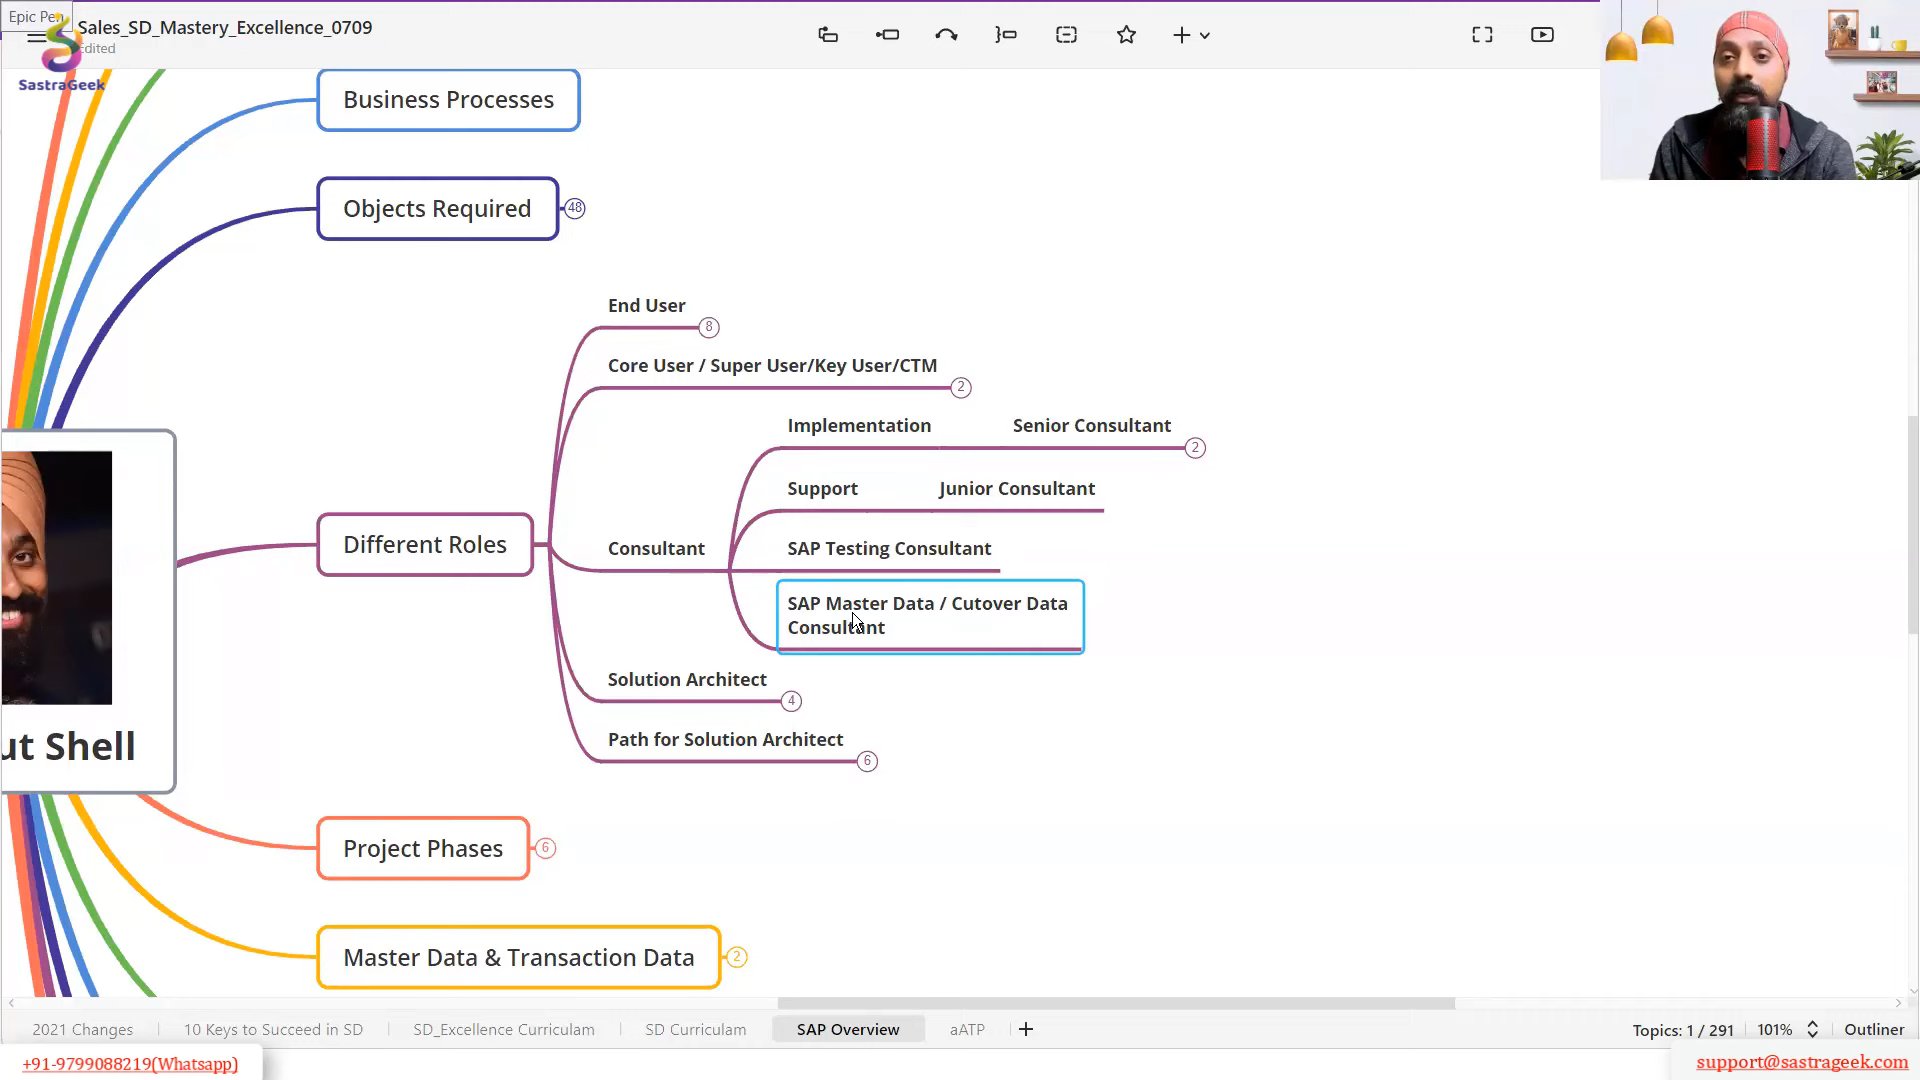 Epic Pen
Sales_SD_Mastery_Excellence_0709
SastraGeek
Business Processes
Objects Required
48
End User
8
Core User / Super User/Key User/CTM
2
Implementation
Senior Consultant
2
Support
Junior Consultant
Different Roles
Consultant
SAP Testing Consultant
SAP Master Data / Cutover Data
Consultant
Solution Architect
4
Path for Solution Architect
6
ut Shell
Project Phases
6
Master Data & Transaction Data
2
2021 Changes
10 Keys to Succeed in SD
SD_Excellence Curriculam
SD Curriculam
SAP Overview
aATP
Topics: 1 / 291
101%
Outliner
+91-9799088219(Whatsapp)
support@sastrageek.com